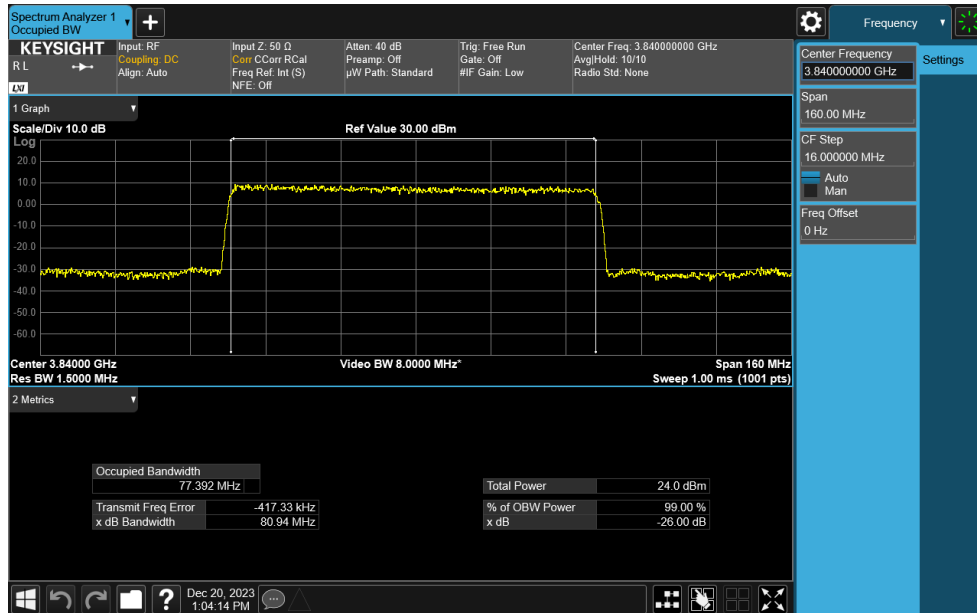 Spectrum Analyzer 1
Occupied BW
Frequency
KEYSIGHT
R L
LXI
Input: RF
Coupling: DC
Align: Auto
Input Z: 50 Ω
Corr CCorr RCal
Freq Ref: Int (S)
NFE: Off
Atten: 40 dB
Preamp: Off
µW Path: Standard
Trig: Free Run
Gate: Off
#IF Gain: Low
Center Freq: 3.840000000 GHz
Avg|Hold: 10/10
Radio Std: None
Center Frequency
3.840000000 GHz
Settings
Span
160.00 MHz
CF Step
16.000000 MHz
Auto
Man
Freq Offset
0 Hz
1 Graph
Scale/Div 10.0 dB
Ref Value 30.00 dBm
Log
20.0
10.0
0.00
-10.0
-20.0
-30.0
-40.0
-50.0
-60.0
Center 3.84000 GHz
Video BW 8.0000 MHz*
Span 160 MHz
Res BW 1.5000 MHz
Sweep 1.00 ms (1001 pts)
2 Metrics
Occupied Bandwidth
77.392 MHz
Total Power 24.0 dBm
Transmit Freq Error -417.33 kHz
% of OBW Power 99.00 %
x dB Bandwidth 80.94 MHz
x dB -26.00 dB
?
Dec 20, 2023
1:04:14 PM